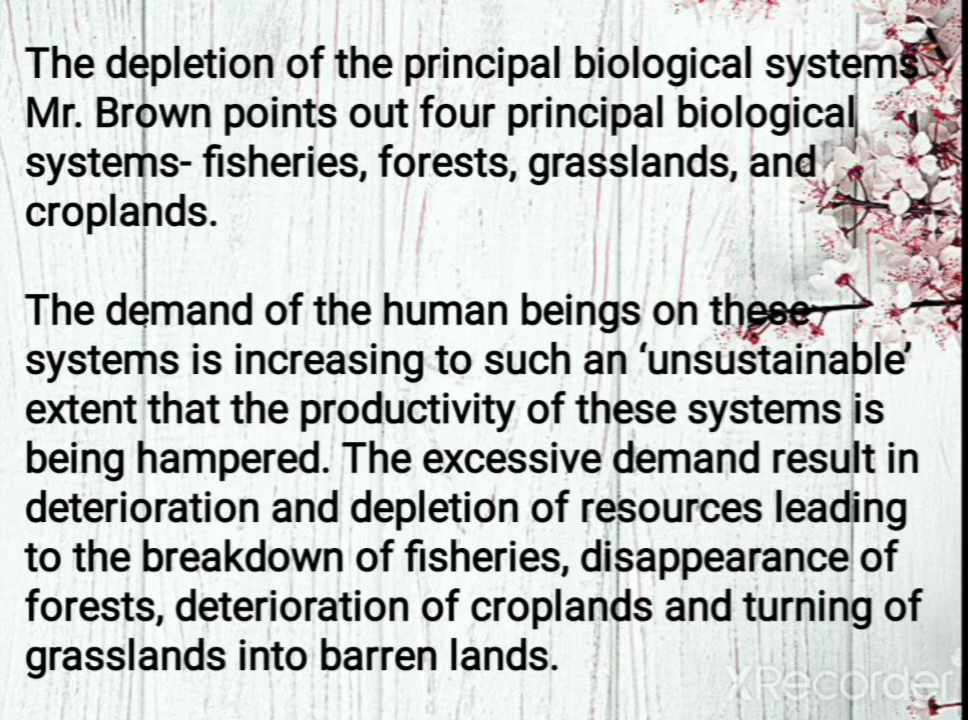 The depletion of the principal biological systems
Mr. Brown points out four principal biological
systems- fisheries, forests, grasslands, and
croplands.
The demand of the human beings on these
systems is increasing to such an ‘unsustainable’
extent that the productivity of these systems is
being hampered. The excessive demand result in
deterioration and depletion of resources leading
to the breakdown of fisheries, disappearance of
forests, deterioration of croplands and turning of
grasslands into barren lands.
XRecorder